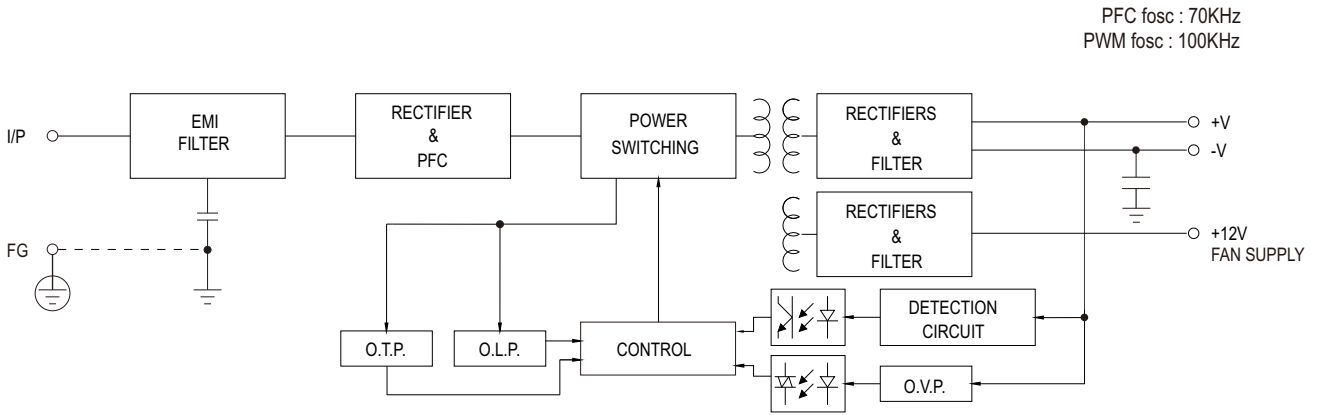 PFC fosc : 70KHz
PWM fosc : 100KHz
I/P
EMI
FILTER
RECTIFIER
&
PFC
POWER
SWITCHING
RECTIFIERS
&
FILTER
+V
-V
FG
RECTIFIERS
&
FILTER
+12V
FAN SUPPLY
O.T.P.
O.L.P.
CONTROL
DETECTION
CIRCUIT
O.V.P.